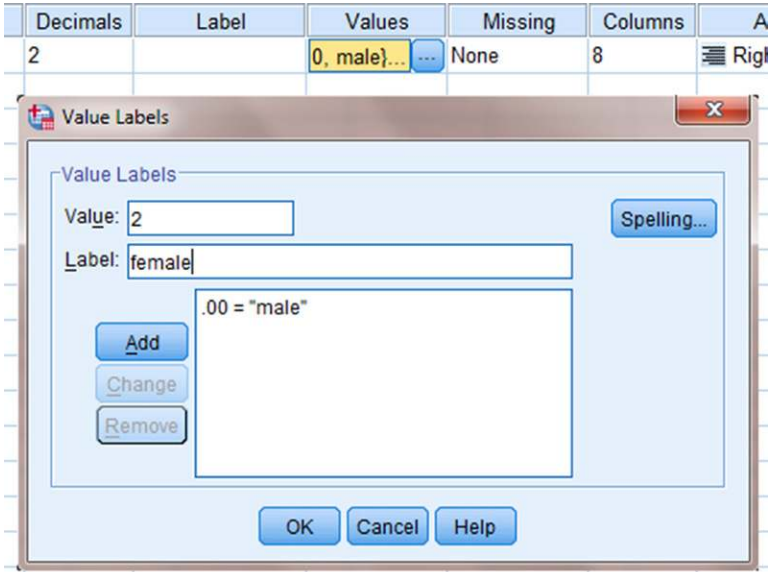 Decimals Label Values Missing Columns A
2 0, male}... ... None 8 Righ
Value Labels
Value Labels
Value: 2 Spelling...
Label: female
.00 = "male"
Add
Change
Remove
OK Cancel Help